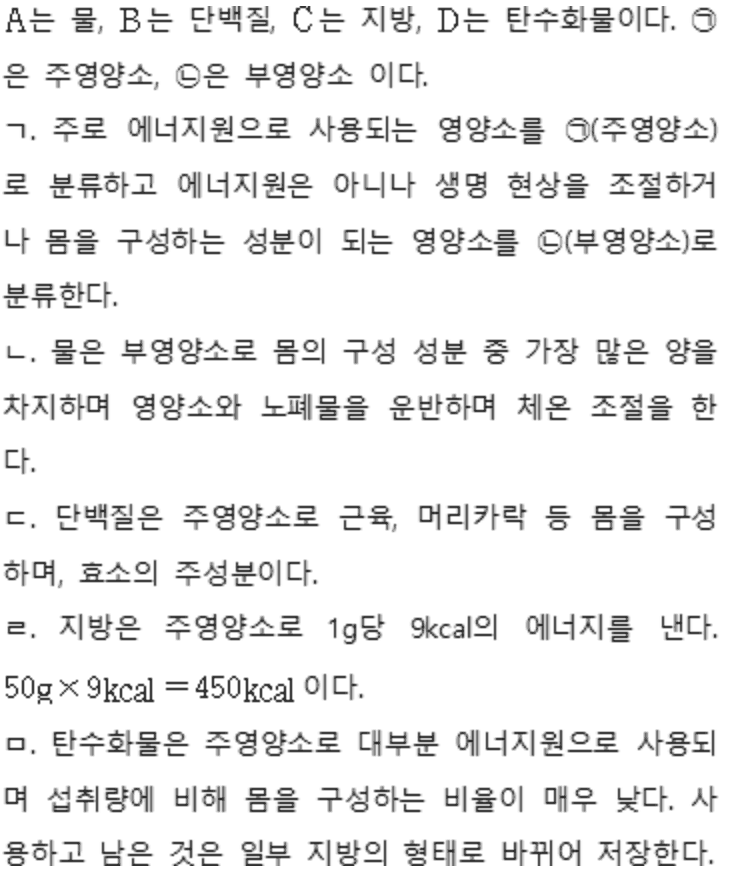 A는 물, B는 단백질, C는 지방, D는 탄수화물이다. ㉠
은 주영양소, ㉡은 부영양소 이다.
ㄱ. 주로 에너지원으로 사용되는 영양소를 ㉠(주영양소)
로 분류하고 에너지원은 아니나 생명 현상을 조절하거
나 몸을 구성하는 성분이 되는 영양소를 ㉡(부영양소)로
분류한다.
ㄴ. 물은 부영양소로 몸의 구성 성분 중 가장 많은 양을
차지하며 영양소와 노폐물을 운반하며 체온 조절을 한
다.
ㄷ. 단백질은 주영양소로 근육, 머리카락 등 몸을 구성
하며, 효소의 주성분이다.
ㄹ. 지방은 주영양소로 1g당 9kcal의 에너지를 낸다.
50g×9kcal=450kcal 이다.
ㅁ. 탄수화물은 주영양소로 대부분 에너지원으로 사용되
며 섭취량에 비해 몸을 구성하는 비율이 매우 낮다. 사
용하고 남은 것은 일부 지방의 형태로 바뀌어 저장한다.